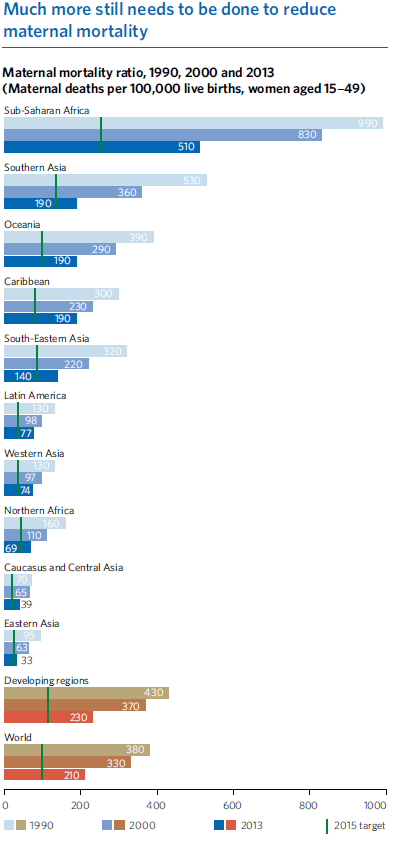 Much more still needs to be done to reduce
maternal mortality
Maternal mortality ratio, 1990, 2000 and 2013
(Maternal deaths per 100,000 live births, women aged 15–49)
Sub-Saharan Africa
990
830
510
Southern Asia
530
360
190
Oceania
390
290
190
Caribbean
300
230
190
South-Eastern Asia
320
220
140
Latin America
130
98
77
Western Asia
130
97
74
Northern Africa
160
110
69
Caucasus and Central Asia
70
65
39
Eastern Asia
95
63
33
Developing regions
430
370
230
World
380
330
210
0 200 400 600 800 1000
1990 2000 2013 2015 target